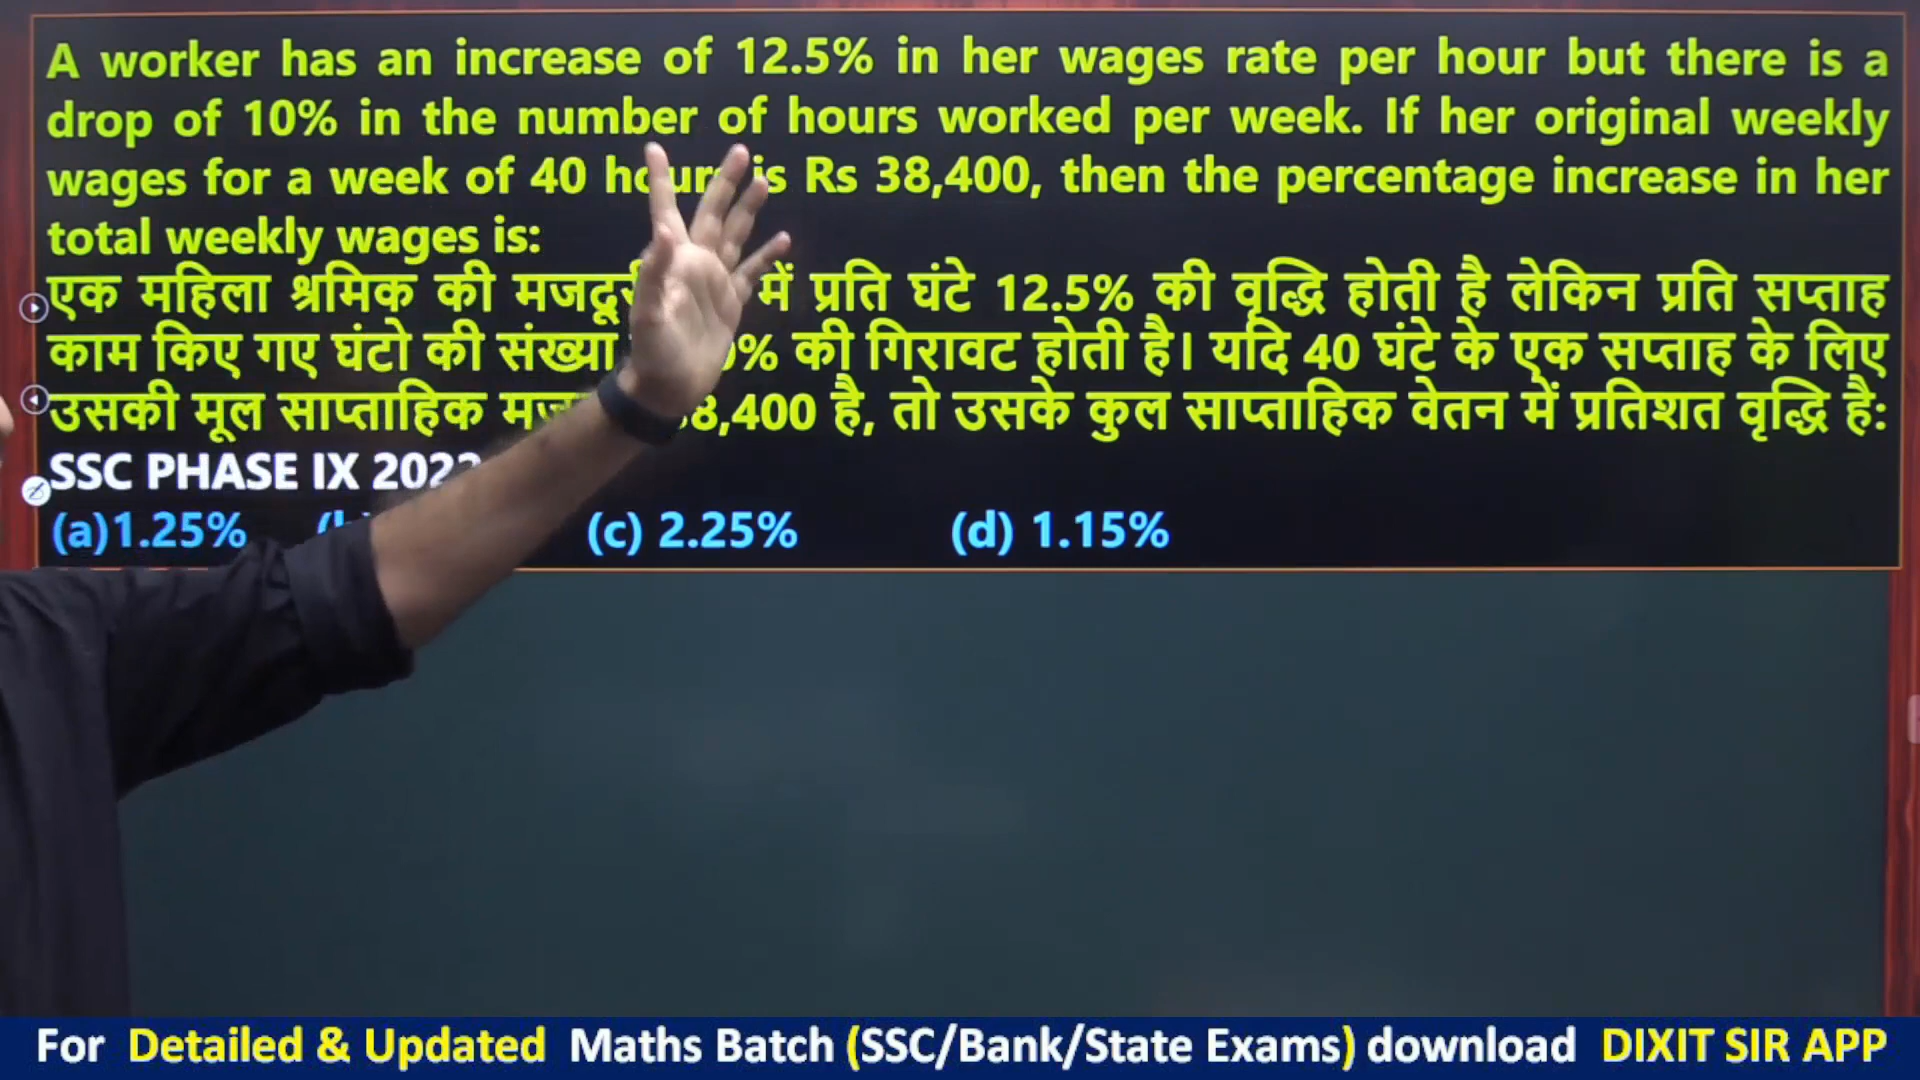 A worker has an increase of 12.5% in her wages rate per hour but there is a
drop of 10% in the number of hours worked per week. If her original weekly
wages for a week of 40 is Rs 38,400, then the percentage increase in her
total weekly wages is:
एक महिला श्रमिक की में प्रति घंटे 12.5% की वृद्धि होती है लेकिन प्रति सप्ताह
काम किए गए घंटो की संख्या की गिरावट होती है। यदि 40 घंटे के एक सप्ताह के लिए
उसकी मूल साप्ताहिक है, तो उसके कुल साप्ताहिक वेतन में प्रतिशत वृद्धि है:
SSC PHASE IX
(a)1.25% (c) 2.25% (d) 1.15%
For Detailed & Updated Maths Batch (SSC/Bank/State Exams) download DIXIT SIR APP